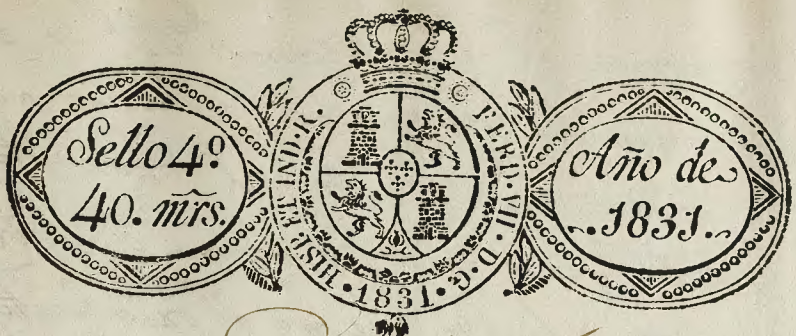 Sello 4º
40. mrs.
HISP. ET IND. R.
FERD. VII. D. G.
·1831·
Año de
.1831.